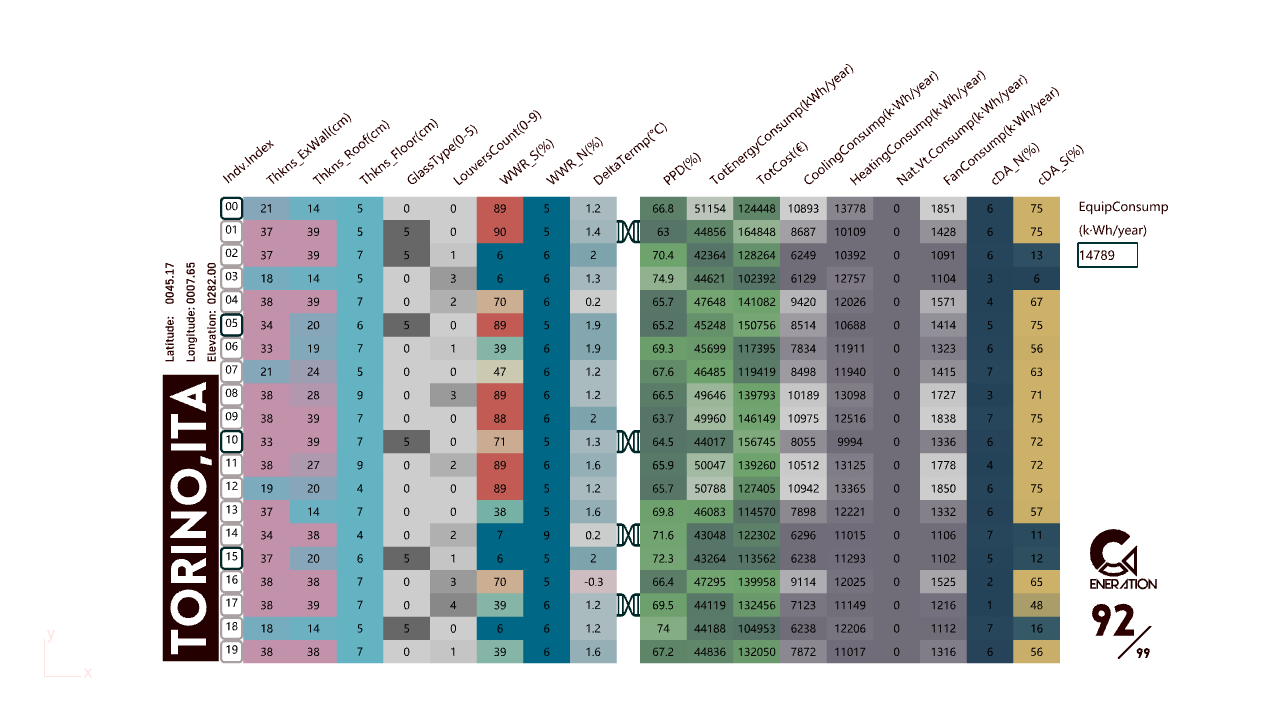 Indv.Index Thkns_ExWall(cm) Thkns_Roof(cm) Thkns_Floor(cm) GlassType(0-5) LouversCount(0-9) WWR_S(%) WWR_N(%) DeltaTermp(°C) PPD(%) TotEnergyConsump(kWh/year) TotCost(€) CoolingConsump(k·Wh/year) HeatingConsump(k·Wh/year) Nat.Vt.Consump(k·Wh/year) FanConsump(k·Wh/year) cDA_N(%) cDA_S(%)
00 21 14 5 0 0 89 5 1.2 66.8 51154 124448 10893 13778 0 1851 6 75
01 37 39 5 5 0 90 5 1.4 63 44856 164848 8687 10109 0 1428 6 75
02 37 39 7 5 1 6 6 2 70.4 42364 128264 6249 10392 0 1091 6 13
03 18 14 5 0 3 6 6 1.3 74.9 44621 102392 6129 12757 0 1104 3 6
04 38 39 7 0 2 70 6 0.2 65.7 47648 141082 9420 12026 0 1571 4 67
05 34 20 6 5 0 89 5 1.9 65.2 45248 150756 8514 10688 0 1414 5 75
06 33 19 7 0 1 39 6 1.9 69.3 45699 117395 7834 11911 0 1323 6 56
07 21 24 5 0 0 47 6 1.2 67.6 46485 119419 8498 11940 0 1415 7 63
08 38 28 9 0 3 89 6 1.2 66.5 49646 139793 10189 13098 0 1727 3 71
09 38 39 7 0 0 88 6 2 63.7 49960 146149 10975 12516 0 1838 7 75
10 33 39 7 5 0 71 6 1.3 64.5 44017 156745 8055 9994 0 1336 6 72
11 38 27 9 0 2 89 6 1.6 65.9 50047 139260 10512 13125 0 1778 4 72
12 19 20 4 0 0 89 5 1.2 65.7 50788 127405 10942 13365 0 1850 6 75
13 37 14 7 0 0 38 5 1.6 69.8 46083 114570 7898 12221 0 1332 6 57
14 34 38 4 0 2 7 9 0.2 71.6 43048 122302 6296 11015 0 1106 7 11
15 37 20 6 5 1 6 5 2 72.3 43264 113562 6238 11293 0 1102 5 12
16 38 38 7 0 3 70 5 -0.3 66.4 47295 139958 9114 12025 0 1525 2 65
17 38 39 7 0 4 39 6 1.2 69.5 44119 132456 7123 11149 0 1216 1 48
18 18 14 5 5 0 6 6 1.2 74 44188 104953 6238 12206 0 1112 7 16
19 38 38 7 0 1 39 6 1.6 67.2 44836 132050 7872 11017 0 1316 6 56
Latitude: 0045.17
Longitude: 0007.65
Elevation: 0282.00
TORINO,ITA
EquipConsump
(k·Wh/year)
14789
G
ENERATION
92/99
y
x